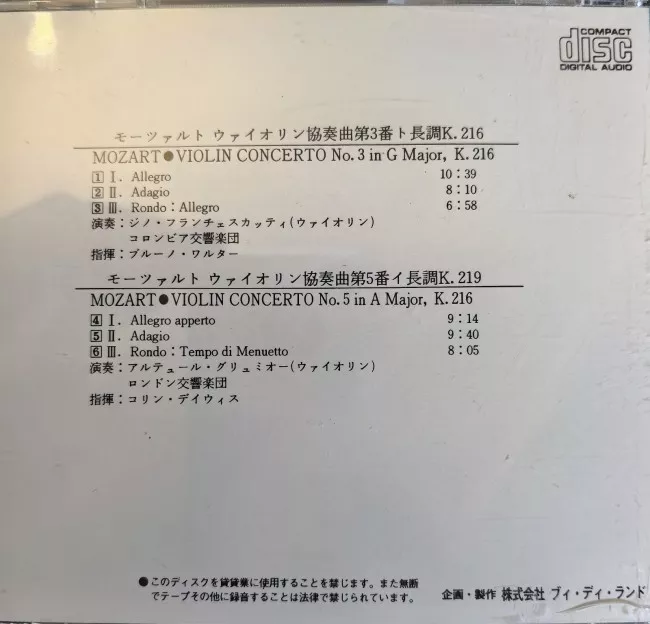 COMPACT
disc
DIGITAL AUDIO
モーツァルト ヴァイオリン協奏曲第3番ト長調K.216
MOZART●VIOLIN CONCERTO No.3 in G Major, K.216
1 Ⅰ. Allegro 10:39
2 Ⅱ. Adagio 8:10
3 Ⅲ. Rondo:Allegro 6:58
演奏:ジノ・フランチェスカッティ(ヴァイオリン)
コロンビア交響楽団
指揮:ブルーノ・ワルター
モーツァルト ヴァイオリン協奏曲第5番イ長調K.219
MOZART●VIOLIN CONCERTO No.5 in A Major, K.216
4 Ⅰ. Allegro apperto 9:14
5 Ⅱ. Adagio 9:40
6 Ⅲ. Rondo:Tempo di Menuetto 8:05
演奏:アルテュール・グリュミオー(ヴァイオリン)
ロンドン交響楽団
指揮:コリン・デイヴィス
●このディスクを賃貸業に使用することを禁じます。また無断
でテープその他に録音することは法律で禁じられています。
企画・製作 株式会社 ブィ・ディ・ランド